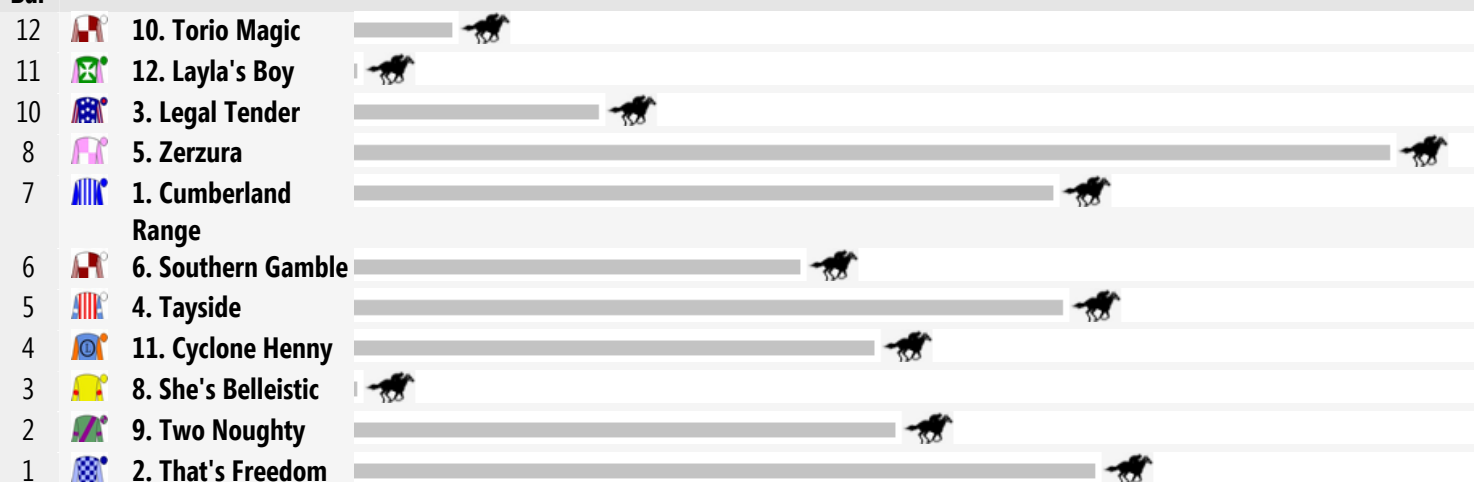 Bar
12 10. Torio Magic
11 12. Layla's Boy
10 3. Legal Tender
8 5. Zerzura
7 1. Cumberland
Range
6 6. Southern Gamble
5 4. Tayside
4 11. Cyclone Henny
3 8. She's Belleistic
2 9. Two Noughty
1 2. That's Freedom